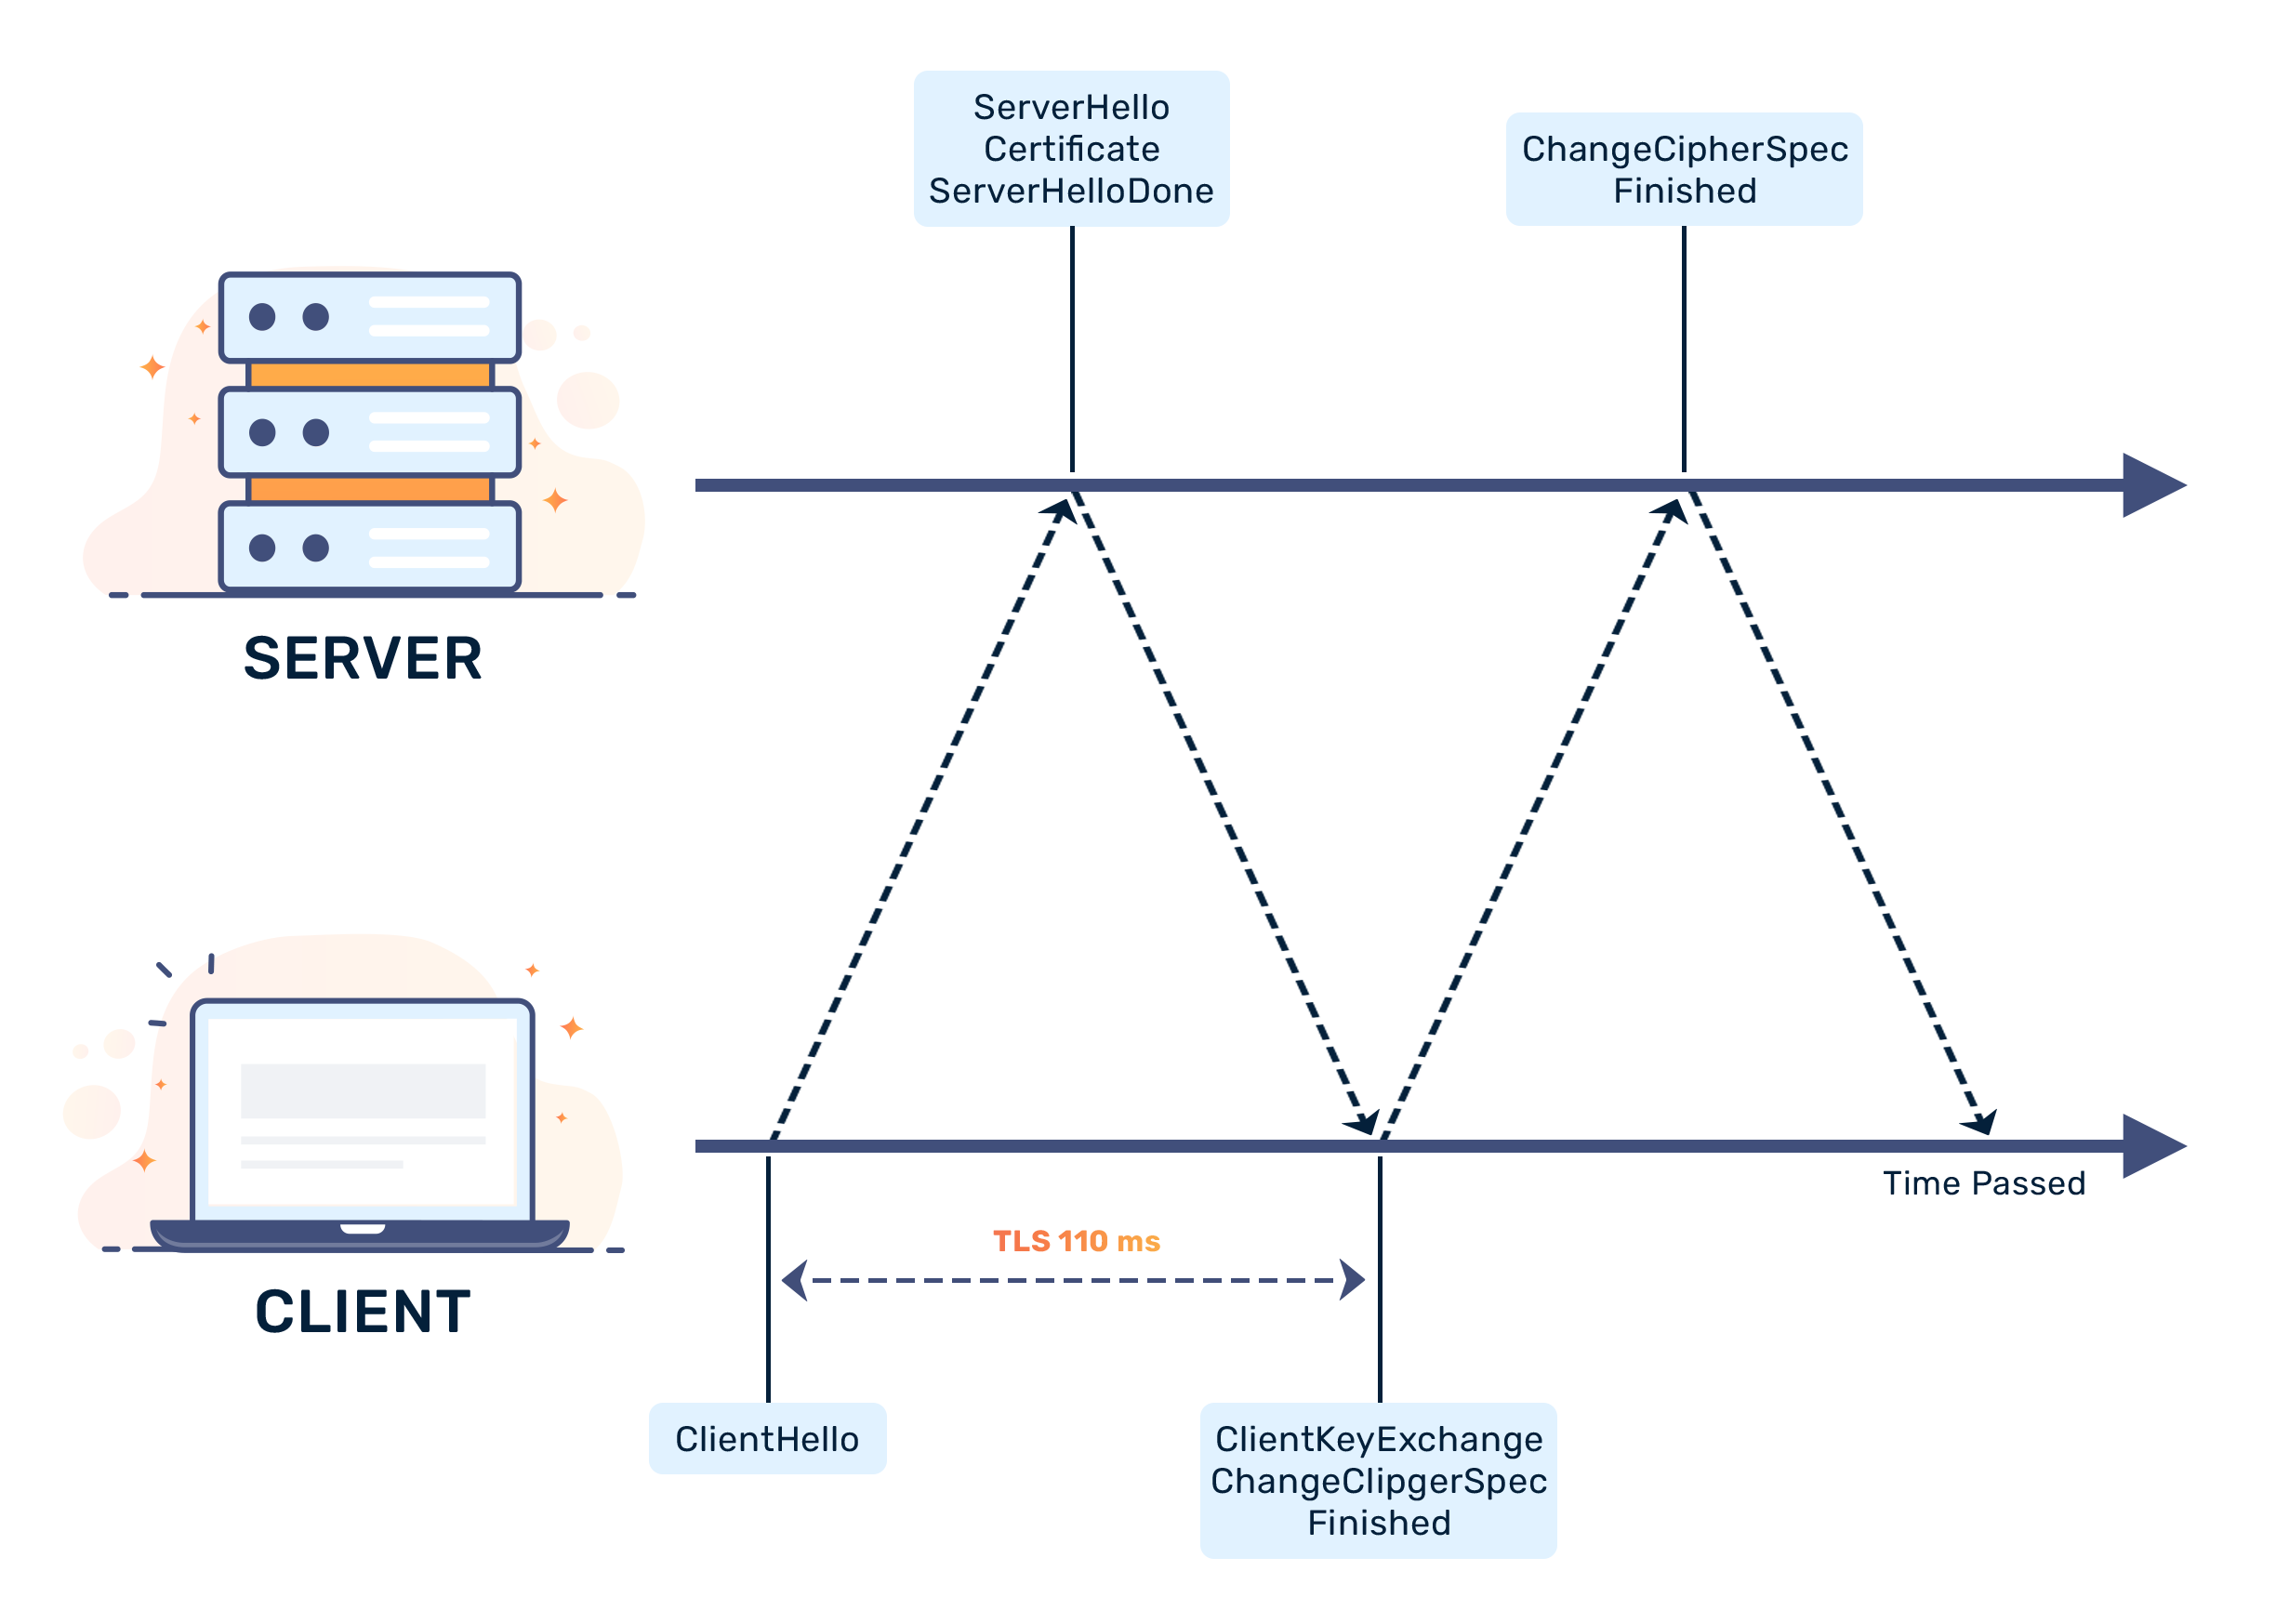 ServerHello
Certificate
ServerHelloDone
ChangeCipherSpec
Finished
SERVER
Time Passed
TLS 110 ms
CLIENT
ClientHello
ClientKeyExchange
ChangeClipgerSpec
Finished